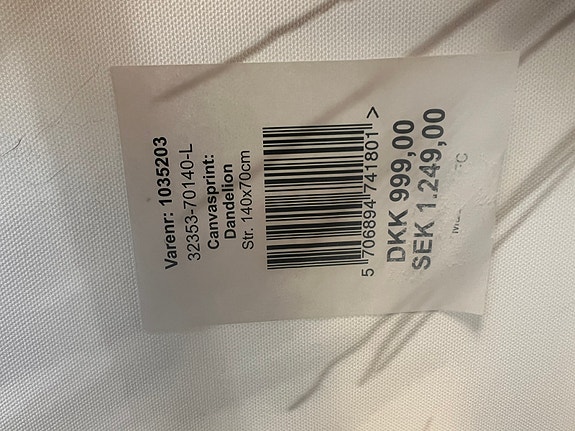 Varenr: 1035203
32353-70140-L
Canvasprint:
Dandelion
Str. 140x70cm
5 706894 741801 >
DKK 999,00
SEK 1.249,00